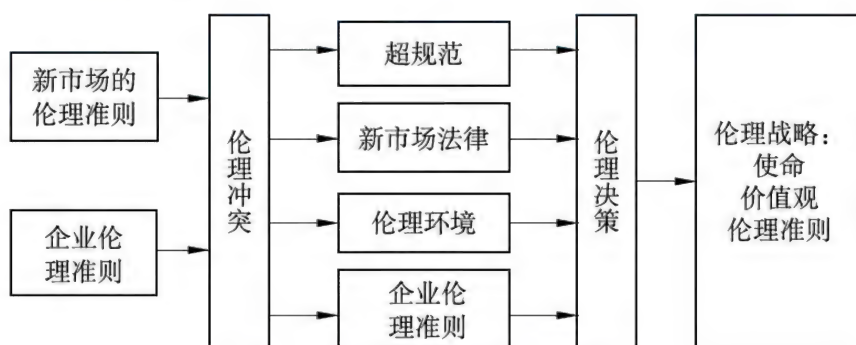 新市场的
伦理准则
企业伦
理准则
伦理冲突
超规范
新市场法律
伦理环境
企业伦
理准则
伦理决策
伦理战略：
使命
价值观
伦理准则